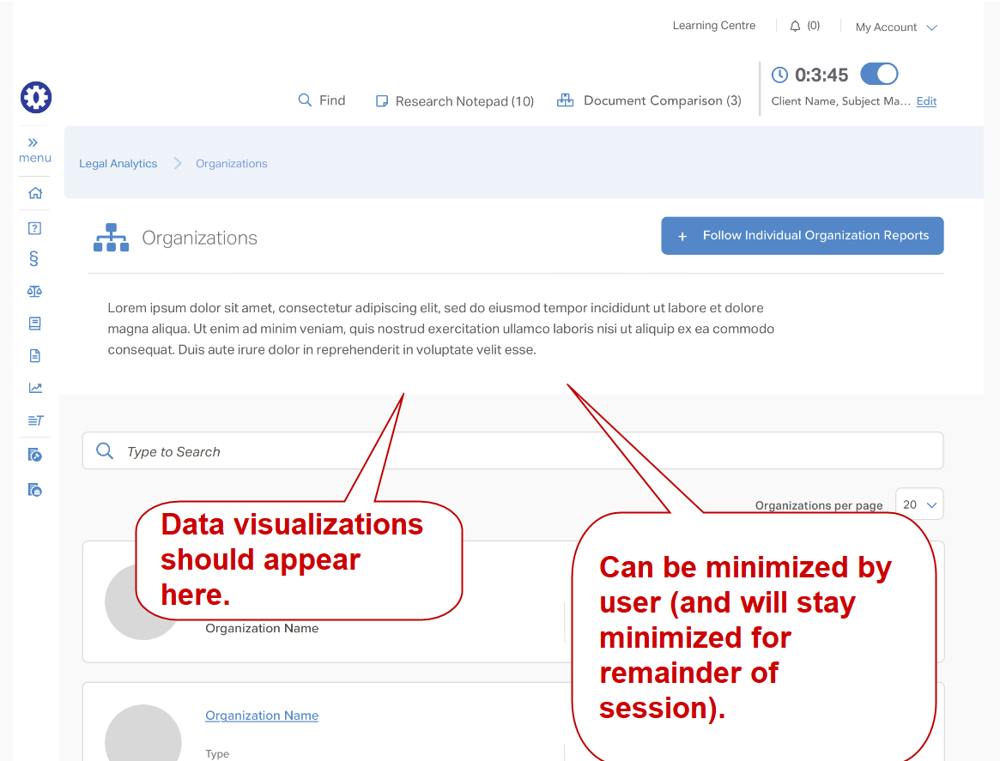 Learning Centre
(0)
My Account
0:3:45
Find
Research Notepad (10)
Document Comparison (3)
Client Name, Subject Ma... Edit
menu
Legal Analytics
Organizations
Organizations
+ Follow Individual Organization Reports
Lorem ipsum dolor sit amet, consectetur adipiscing elit, sed do eiusmod tempor incididunt ut labore et dolore
magna aliqua. Ut enim ad minim veniam, quis nostrud exercitation ullamco laboris nisi ut aliquip ex ea commodo
consequat. Duis aute irure dolor in reprehenderit in voluptate velit esse.
Type to Search
Organizations per page
20
Data visualizations
should appear
here.
Can be minimized by
user (and will stay
minimized for
remainder of
session).
Organization Name
Organization Name
Type